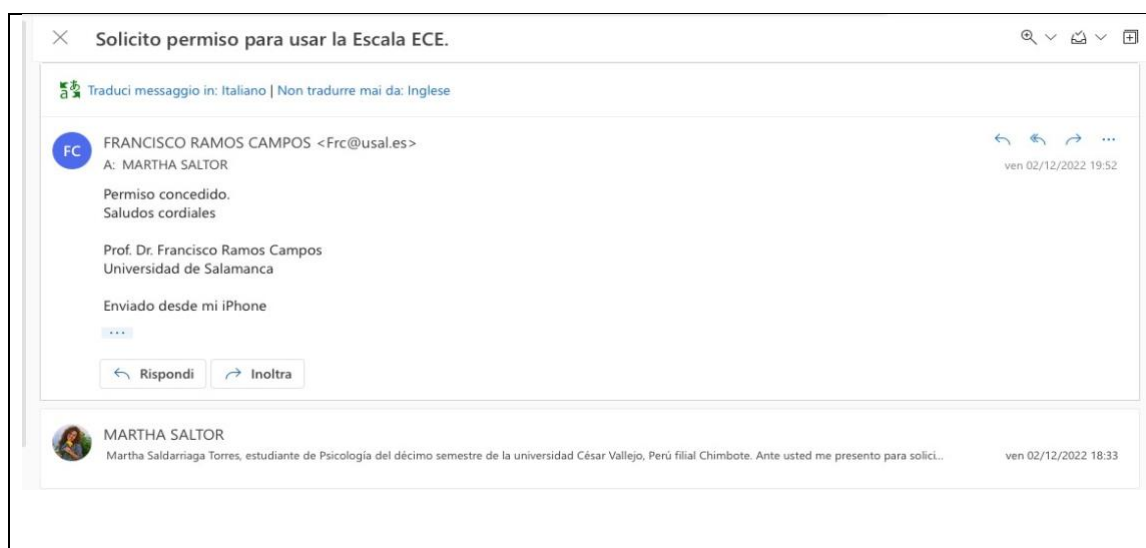 Solicito permiso para usar la Escala ECE.
Traduci messaggio in: Italiano | Non tradurre mai da: Inglese
FC
FRANCISCO RAMOS CAMPOS <Frc@usal.es>
A: MARTHA SALTOR
ven 02/12/2022 19:52
Permiso concedido.
Saludos cordiales
Prof. Dr. Francisco Ramos Campos
Universidad de Salamanca
Enviado desde mi iPhone
...
Rispondi
Inoltra
MARTHA SALTOR
Martha Saldarriaga Torres, estudiante de Psicología del décimo semestre de la universidad César Vallejo, Perú filial Chimbote. Ante usted me presento para solici...
ven 02/12/2022 18:33